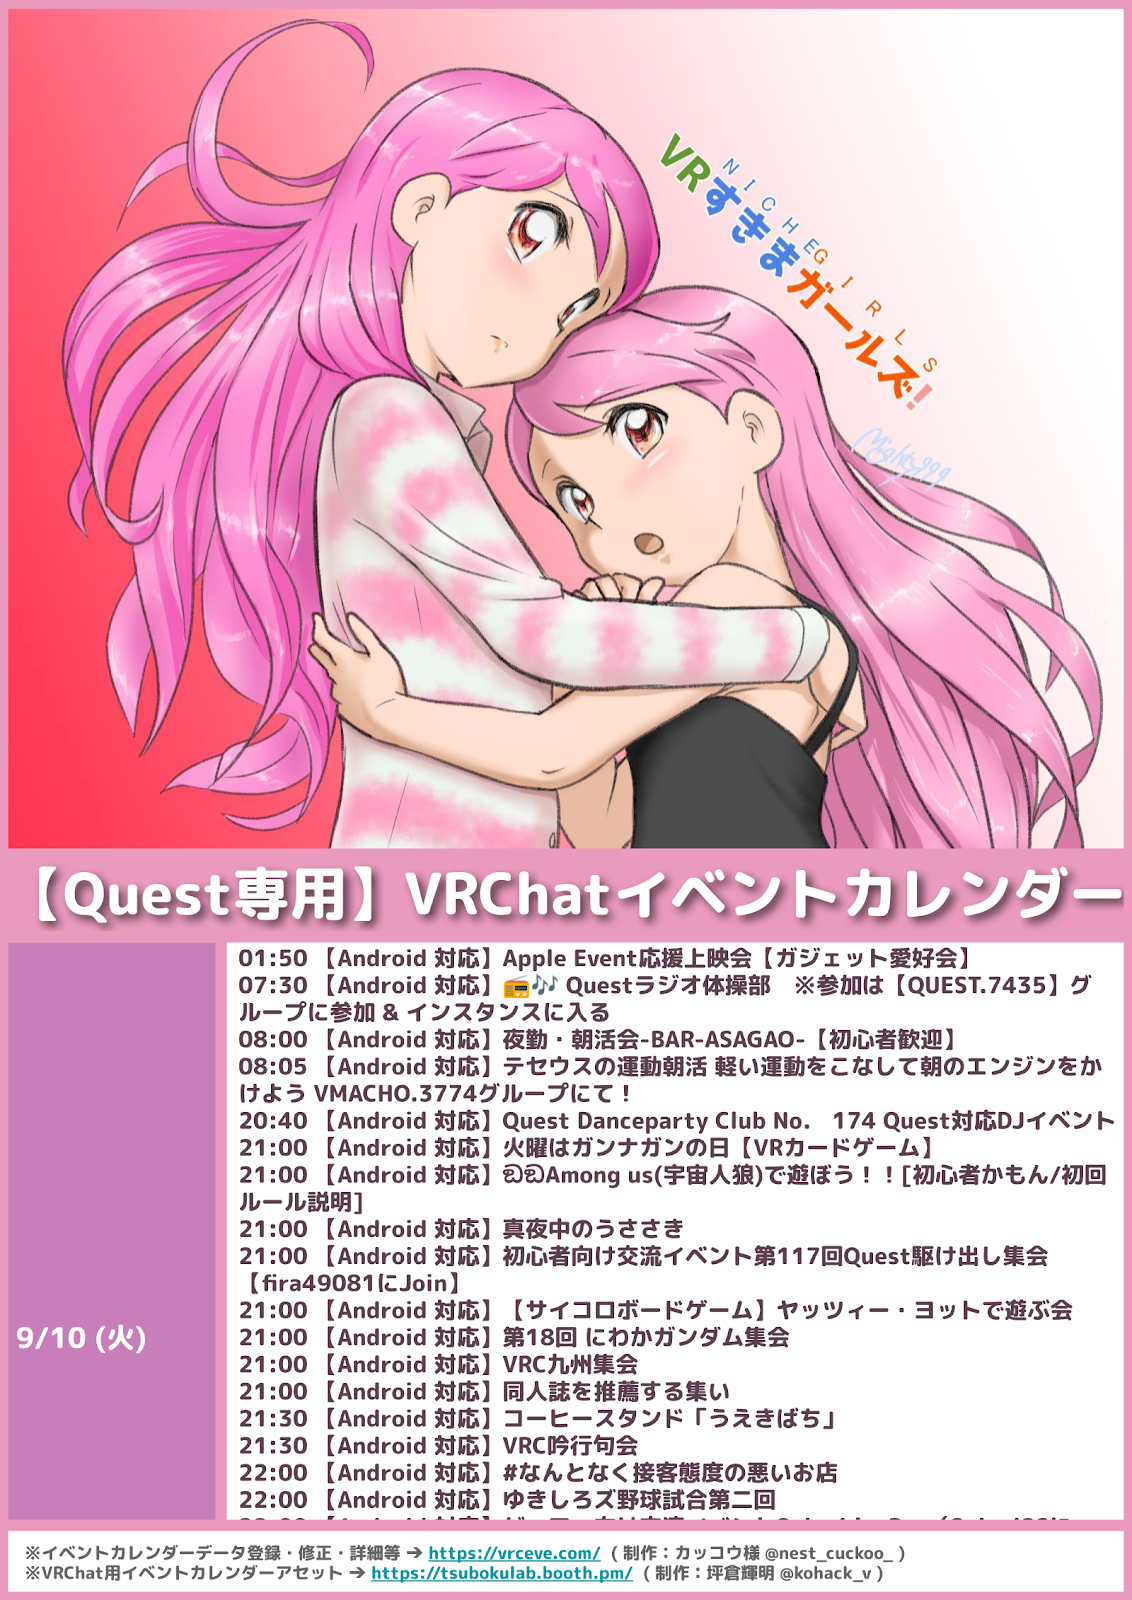 NICHE GIRLS
VRすきまガールズ!
Mighty999
【Quest専用】VRChatイベントカレンダー
9/10 (火)
01:50 【Android 対応】Apple Event応援上映会【ガジェット愛好会】
07:30 【Android 対応】📻🎶 Questラジオ体操部　※参加は【QUEST.7435】グ
ループに参加 & インスタンスに入る
08:00 【Android 対応】夜勤・朝活会-BAR-ASAGAO-【初心者歓迎】
08:05 【Android 対応】テセウスの運動朝活 軽い運動をこなして朝のエンジンをか
けよう VMACHO.3774グループにて！
20:40 【Android 対応】Quest Danceparty Club No.　174 Quest対応DJイベント
21:00 【Android 対応】火曜はガンナガンの日【VRカードゲーム】
21:00 【Android 対応】ඞඞAmong us(宇宙人狼)で遊ぼう！！[初心者かもん/初回
ルール説明]
21:00 【Android 対応】真夜中のうささき
21:00 【Android 対応】初心者向け交流イベント第117回Quest駆け出し集会
【fira49081にJoin】
21:00 【Android 対応】【サイコロボードゲーム】ヤッツィー・ヨットで遊ぶ会
21:00 【Android 対応】第18回 にわかガンダム集会
21:00 【Android 対応】VRC九州集会
21:00 【Android 対応】同人誌を推薦する集い
21:30 【Android 対応】コーヒースタンド「うえきばち」
21:30 【Android 対応】VRC吟行句会
22:00 【Android 対応】#なんとなく接客態度の悪いお店
22:00 【Android 対応】ゆきしろズ野球試合第二回
※イベントカレンダーデータ登録・修正・詳細等 → https://vrceve.com/ ( 制作：カッコウ様 @nest_cuckoo_ )
※VRChat用イベントカレンダーアセット → https://tsubokulab.booth.pm/ ( 制作：坪倉輝明 @kohack_v )